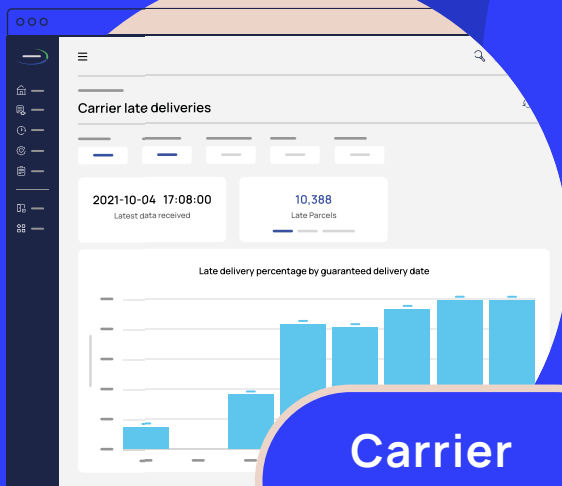 Carrier late deliveries
2021-10-04 17:08:00
Latest data received
10,388
Late Parcels
Late delivery percentage by guaranteed delivery date
Carrier